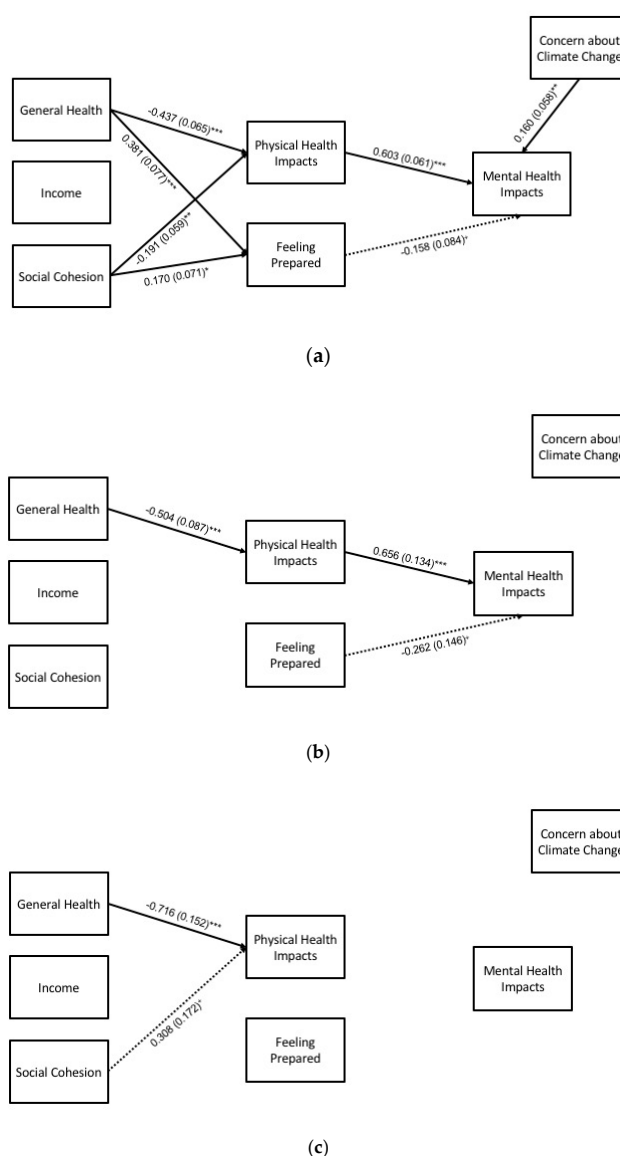 Concern about
Climate Change
General Health
-0.437 (0.065)***
0.381 (0.077)***
0.160 (0.058)**
Physical Health
Impacts
0.603 (0.061)***
Mental Health
Impacts
Income
-0.191 (0.059)**
Social Cohesion
0.170 (0.071)*
Feeling
Prepared
-0.158 (0.084)+
(a)
Concern about
Climate Change
General Health
-0.504 (0.087)***
Physical Health
Impacts
0.656 (0.134)***
Mental Health
Impacts
Income
Feeling
Prepared
-0.262 (0.146)+
Social Cohesion
(b)
Concern about
Climate Change
General Health
-0.716 (0.152)***
Physical Health
Impacts
Mental Health
Impacts
Income
0.308 (0.172)+
Feeling
Prepared
Social Cohesion
(c)